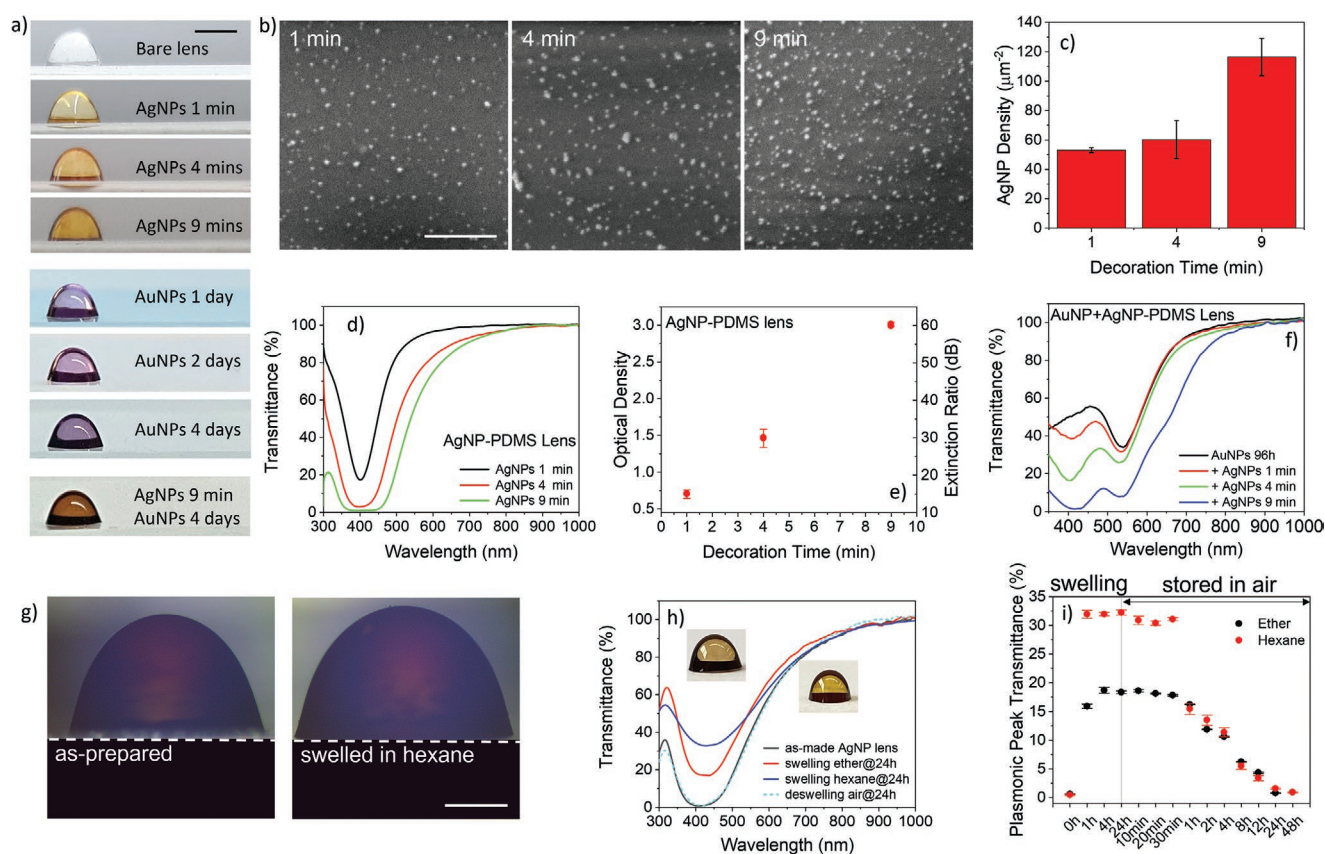 a)
Bare lens
AgNPs 1 min
AgNPs 4 mins
AgNPs 9 mins
AuNPs 1 day
AuNPs 2 days
AuNPs 4 days
AgNPs 9 min
AuNPs 4 days
b)
1 min
4 min
9 min
c)
AgNP Density (µm-2)
140
120
100
80
60
40
20
0
1
4
9
Decoration Time (min)
d)
Transmittance (%)
100
80
60
40
20
0
AgNP-PDMS Lens
AgNPs 1 min
AgNPs 4 min
AgNPs 9 min
300 400 500 600 700 800 900 1000
Wavelength (nm)
AgNP-PDMS lens
Optical Density
3.0
2.5
2.0
1.5
1.0
0.5
60
50
40
30
20
10
Extinction Ratio (dB)
e)
0 1 2 3 4 5 6 7 8 9 10
Decoration Time (min)
AuNP+AgNP-PDMS lens
f)
Transmittance (%)
100
80
60
40
20
0
AuNPs 96h
+ AgNPs 1 min
+ AgNPs 4 min
+ AgNPs 9 min
400 500 600 700 800 900 1000
Wavelength (nm)
g)
as-prepared
swelled in hexane
h)
Transmittance (%)
100
80
60
40
20
0
as-made AgNP lens
swelling ether@24h
swelling hexane@24h
deswelling air@24h
300 400 500 600 700 800 900 1000
Wavelength (nm)
swelling
stored in air
i)
Plasmonic Peak Transmittance (%)
35
30
25
20
15
10
5
0
Ether
Hexane
0h
1h
4h
24h
10min
20min
30min
1h
2h
4h
8h
12h
24h
48h